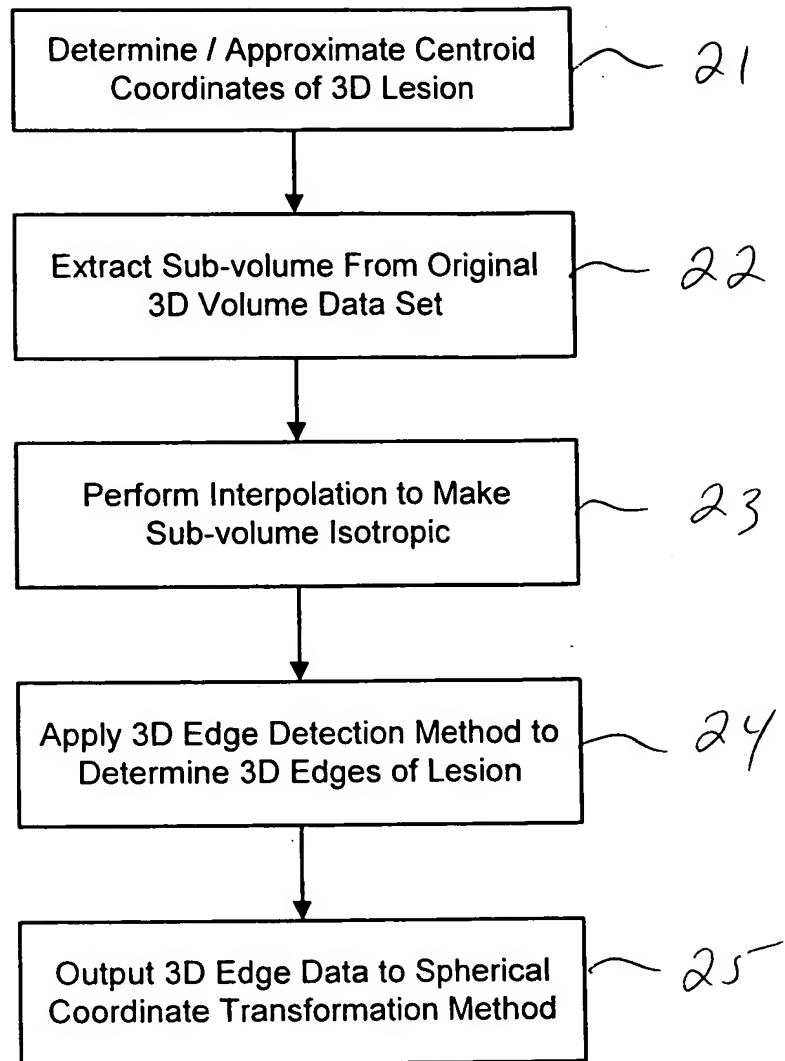 Determine / Approximate Centroid
Coordinates of 3D Lesion
21
Extract Sub-volume From Original
3D Volume Data Set
22
Perform Interpolation to Make
Sub-volume Isotropic
23
Apply 3D Edge Detection Method to
Determine 3D Edges of Lesion
24
Output 3D Edge Data to Spherical
Coordinate Transformation Method
25